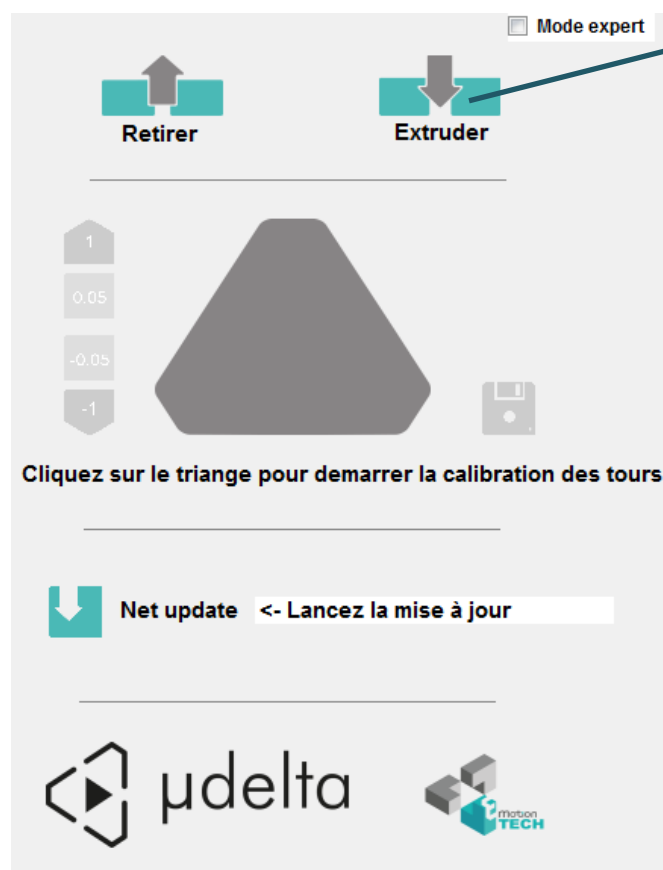 Mode expert
Retirer
Extruder
1
0.05
-0.05
-1
Cliquez sur le triange pour demarrer la calibration des tours
Net update
<- Lancez la mise à jour
µdelta
emotion
TECH